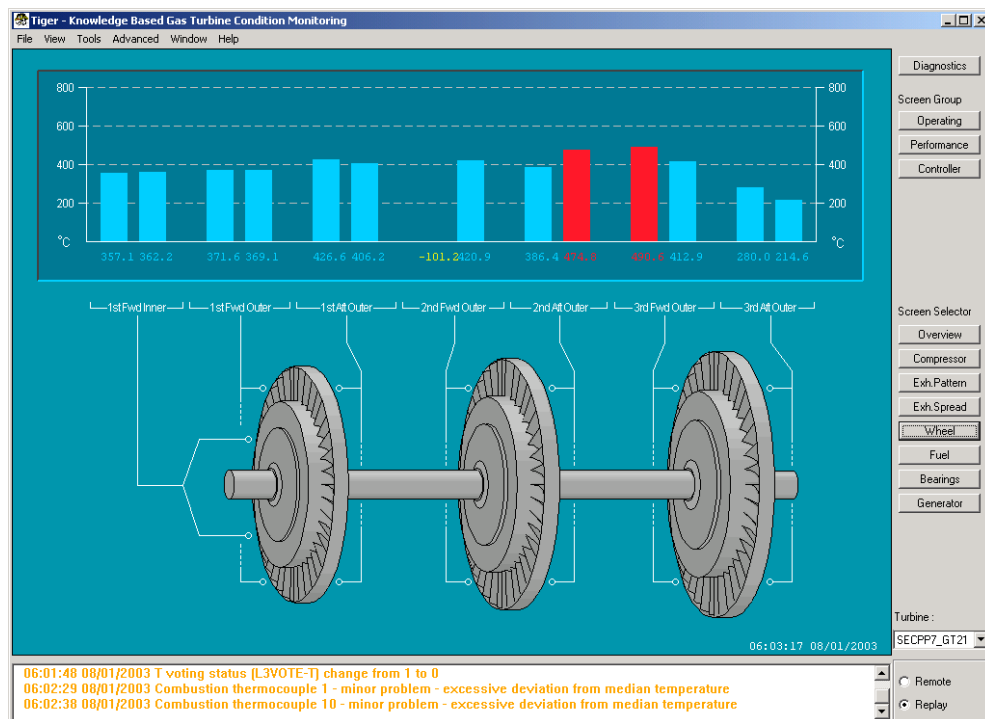 Tiger - Knowledge Based Gas Turbine Condition Monitoring
File View Tools Advanced Window Help
Diagnostics
Screen Group
Operating
Performance
Controller
800 800
600 600
400 400
200 200
°C °C
357.1 362.2 371.6 369.1 426.6 406.2 -101.2 420.9 386.4 412.9 280.0 214.6
1st Fwd Inner 1st Fwd Outer 1st Aft Outer 2nd Fwd Outer 2nd Aft Outer 3rd Fwd Outer 3rd Aft Outer
Screen Selector
Overview
Compressor
Exh.Pattern
Exh.Spread
Wheel
Fuel
Bearings
Generator
Turbine :
SECPP7_GT21
06:03:17 08/01/2003
06:01:48 08/01/2003 T voting status (L3VOTE-T) change from 1 to 0
06:02:29 08/01/2003 Combustion thermocouple 1 - minor problem - excessive deviation from median temperature
06:02:38 08/01/2003 Combustion thermocouple 10 - minor problem - excessive deviation from median temperature
Remote
Replay